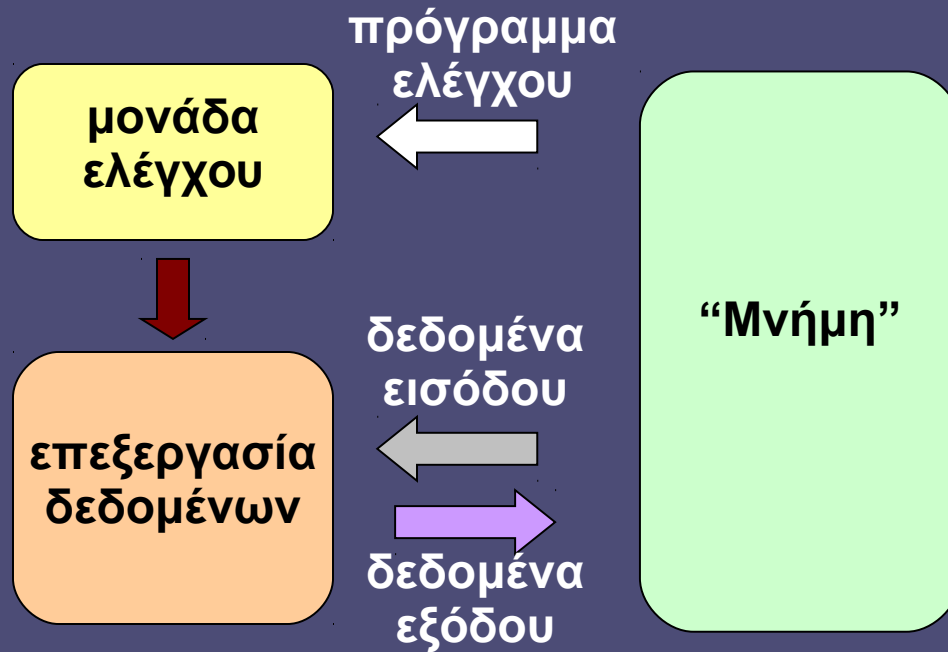 πρόγραμμα
ελέγχου
μονάδα
ελέγχου
“Μνήμη”
δεδομένα
εισόδου
επεξεργασία
δεδομένων
δεδομένα
εξόδου